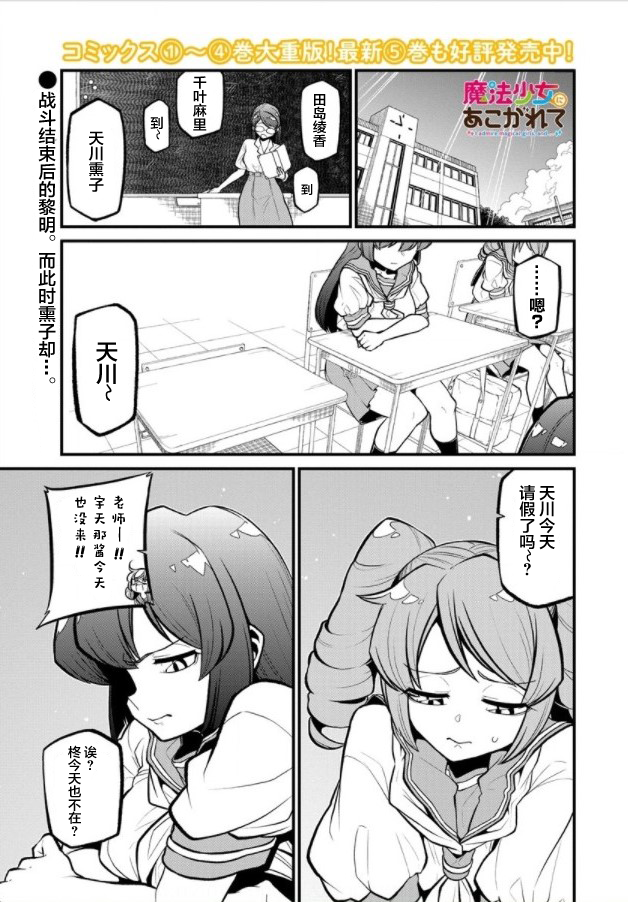 コミックス①~④巻大重版!最新⑤巻も好評発売中!
魔法少女に
あこがれて
●战斗结束后的黎明。而此时熏子却…。
田岛绫香
到
千叶麻里
到~
天川熏子
……嗯?
天川~
天川今天
请假了吗~?
老师—!!
宇天那酱今天
也没来!!
诶?
柊今天也不在?